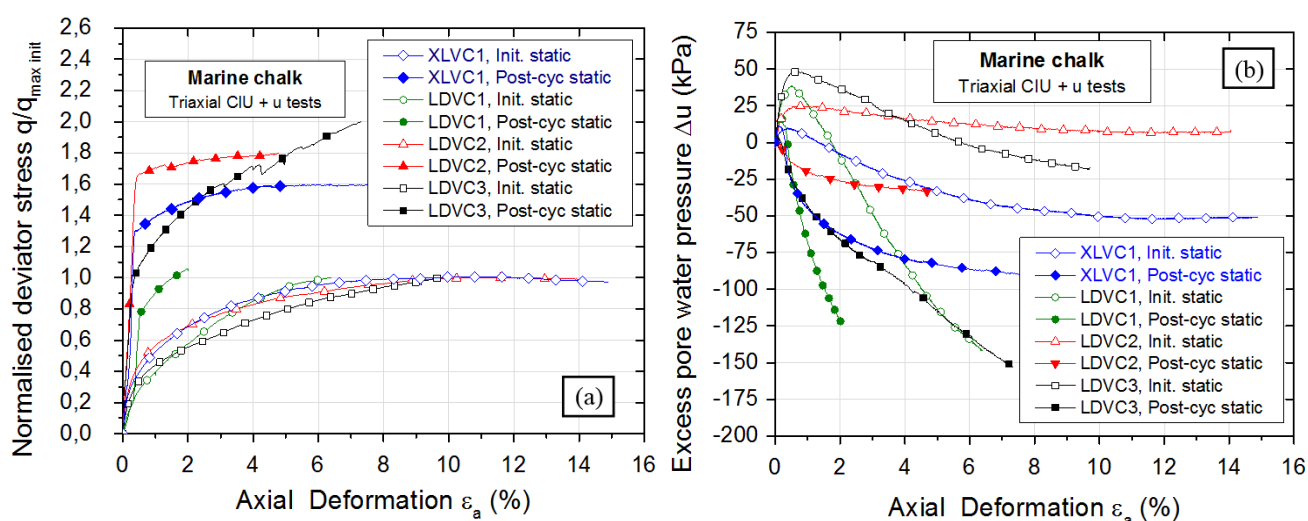 Normalised deviator stress q/q_max init
2,6
2,4
2,2
2,0
1,8
1,6
1,4
1,2
1,0
0,8
0,6
0,4
0,2
0,0
Marine chalk
Triaxial CIU + u tests
XLVC1, Init. static
XLVC1, Post-cyc static
LDVC1, Init. static
LDVC1, Post-cyc static
LDVC2, Init. static
LDVC2, Post-cyc static
LDVC3, Init. static
LDVC3, Post-cyc static
(a)
0 2 4 6 8 10 12 14 16
Axial Deformation ε_a (%)
Excess pore water pressure Δu (kPa)
100
75
50
25
0
-25
-50
-75
-100
-125
-150
-175
-200
Marine chalk
Triaxial CIU + u tests
(b)
XLVC1, Init. static
XLVC1, Post-cyc static
LDVC1, Init. static
LDVC1, Post-cyc static
LDVC2, Init. static
LDVC2, Post-cyc static
LDVC3, Init. static
LDVC3, Post-cyc static
0 2 4 6 8 10 12 14 16
Axial Deformation ε_a (%)